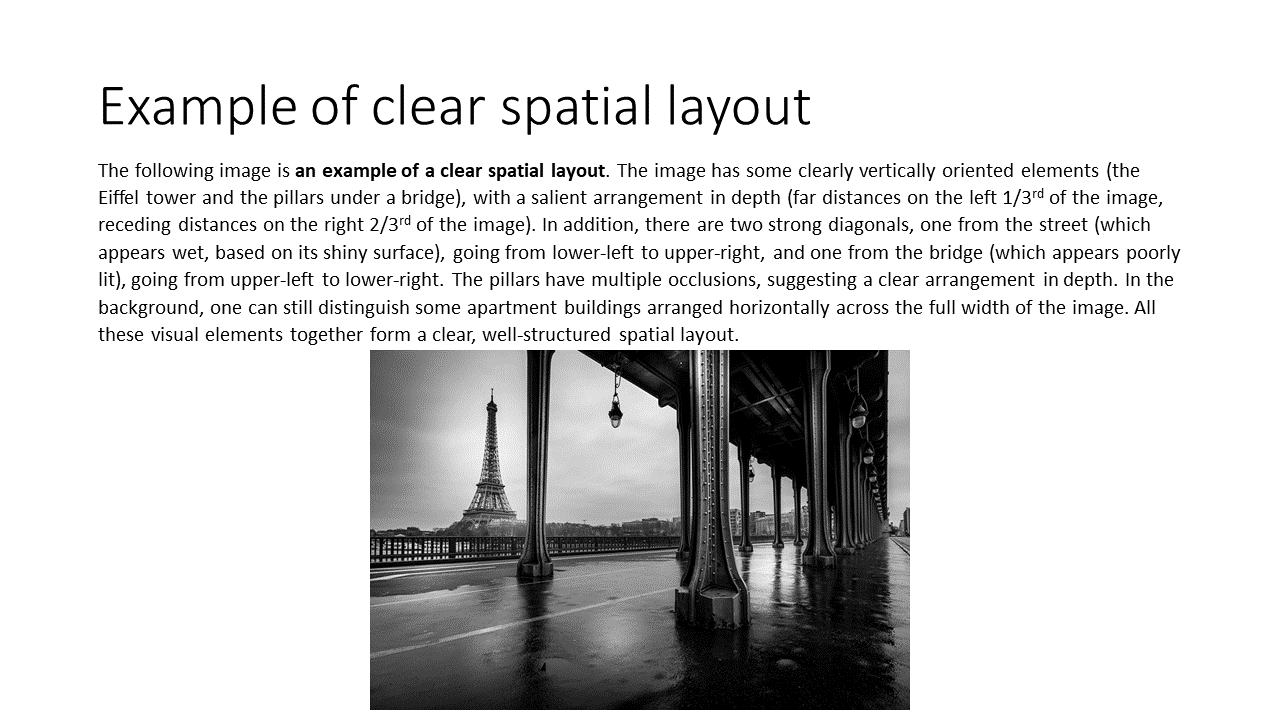 Example of clear spatial layout
The following image is an example of a clear spatial layout. The image has some clearly vertically oriented elements (the
Eiffel tower and the pillars under a bridge), with a salient arrangement in depth (far distances on the left 1/3rd of the image,
receding distances on the right 2/3rd of the image). In addition, there are two strong diagonals, one from the street (which
appears wet, based on its shiny surface), going from lower-left to upper-right, and one from the bridge (which appears poorly
lit), going from upper-left to lower-right. The pillars have multiple occlusions, suggesting a clear arrangement in depth. In the
background, one can still distinguish some apartment buildings arranged horizontally across the full width of the image. All
these visual elements together form a clear, well-structured spatial layout.